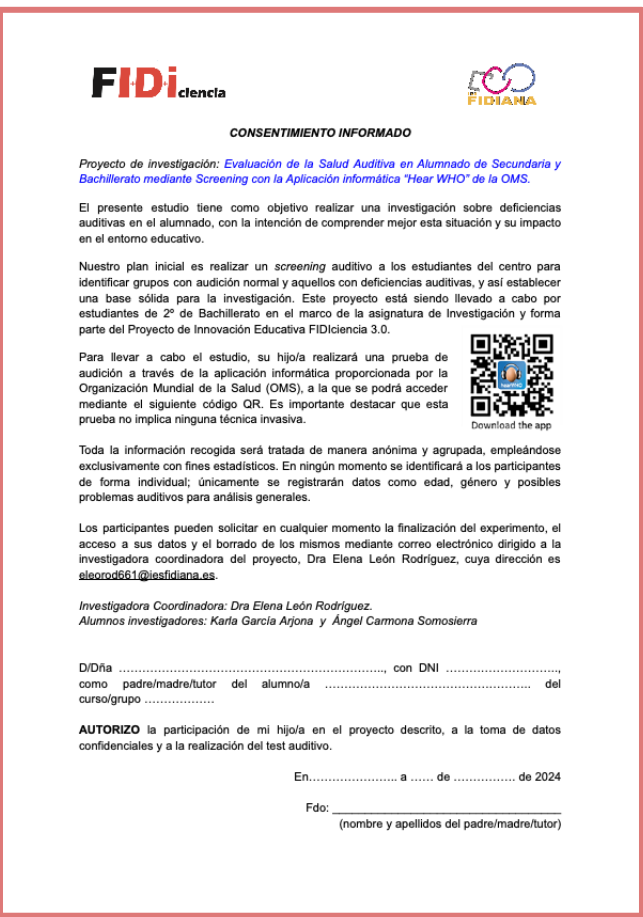 FIDiciencia
IES
FIDIANA
CONSENTIMIENTO INFORMADO
Proyecto de investigación: Evaluación de la Salud Auditiva en Alumnado de Secundaria y
Bachillerato mediante Screening con la Aplicación informática “Hear WHO” de la OMS.
El presente estudio tiene como objetivo realizar una investigación sobre deficiencias
auditivas en el alumnado, con la intención de comprender mejor esta situación y su impacto
en el entorno educativo.
Nuestro plan inicial es realizar un screening auditivo a los estudiantes del centro para
identificar grupos con audición normal y aquellos con deficiencias auditivas, y así establecer
una base sólida para la investigación. Este proyecto está siendo llevado a cabo por
estudiantes de 2º de Bachillerato en el marco de la asignatura de Investigación y forma
parte del Proyecto de Innovación Educativa FIDIciencia 3.0.
Para llevar a cabo el estudio, su hijo/a realizará una prueba de
audición a través de la aplicación informática proporcionada por la
Organización Mundial de la Salud (OMS), a la que se podrá acceder
mediante el siguiente código QR. Es importante destacar que esta
prueba no implica ninguna técnica invasiva.
hearWHO
Download the app
Toda la información recogida será tratada de manera anónima y agrupada, empleándose
exclusivamente con fines estadísticos. En ningún momento se identificará a los participantes
de forma individual; únicamente se registrarán datos como edad, género y posibles
problemas auditivos para análisis generales.
Los participantes pueden solicitar en cualquier momento la finalización del experimento, el
acceso a sus datos y el borrado de los mismos mediante correo electrónico dirigido a la
investigadora coordinadora del proyecto, Dra Elena León Rodríguez, cuya dirección es
eleorod661@iesfidiana.es.
Investigadora Coordinadora: Dra Elena León Rodríguez.
Alumnos investigadores: Karla García Arjona y Ángel Carmona Somosierra
D/Dña ………………………………………………………….., con DNI ………………………..,
como padre/madre/tutor del alumno/a …………………………………………….. del
curso/grupo ………………
AUTORIZO la participación de mi hijo/a en el proyecto descrito, a la toma de datos
confidenciales y a la realización del test auditivo.
En………………….. a …… de ……………. de 2024
Fdo: ___________________________________
(nombre y apellidos del padre/madre/tutor)